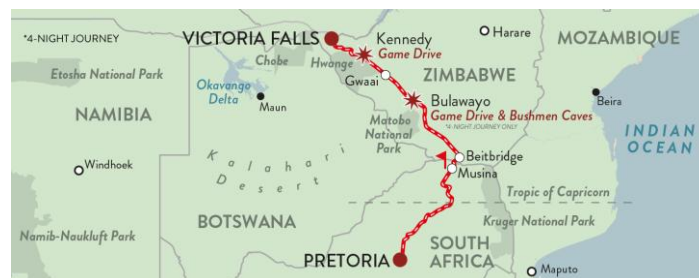 *4-NIGHT JOURNEY
VICTORIA FALLS
Kennedy
Game Drive
Harare
MOZAMBIQUE
Etosha National Park
Chobe
Hwange
Gwaai
ZIMBABWE
Okavango
Delta
Maun
Bulawayo
Game Drive & Bushmen Caves
*4-NIGHT JOURNEY ONLY
Beira
NAMIBIA
Matobo
National
Park
INDIAN
OCEAN
Windhoek
Kalahari
Desert
Beitbridge
Musina
Tropic of Capricorn
BOTSWANA
Kruger National Park
Namib-Naukluft Park
PRETORIA
SOUTH
AFRICA
Maputo